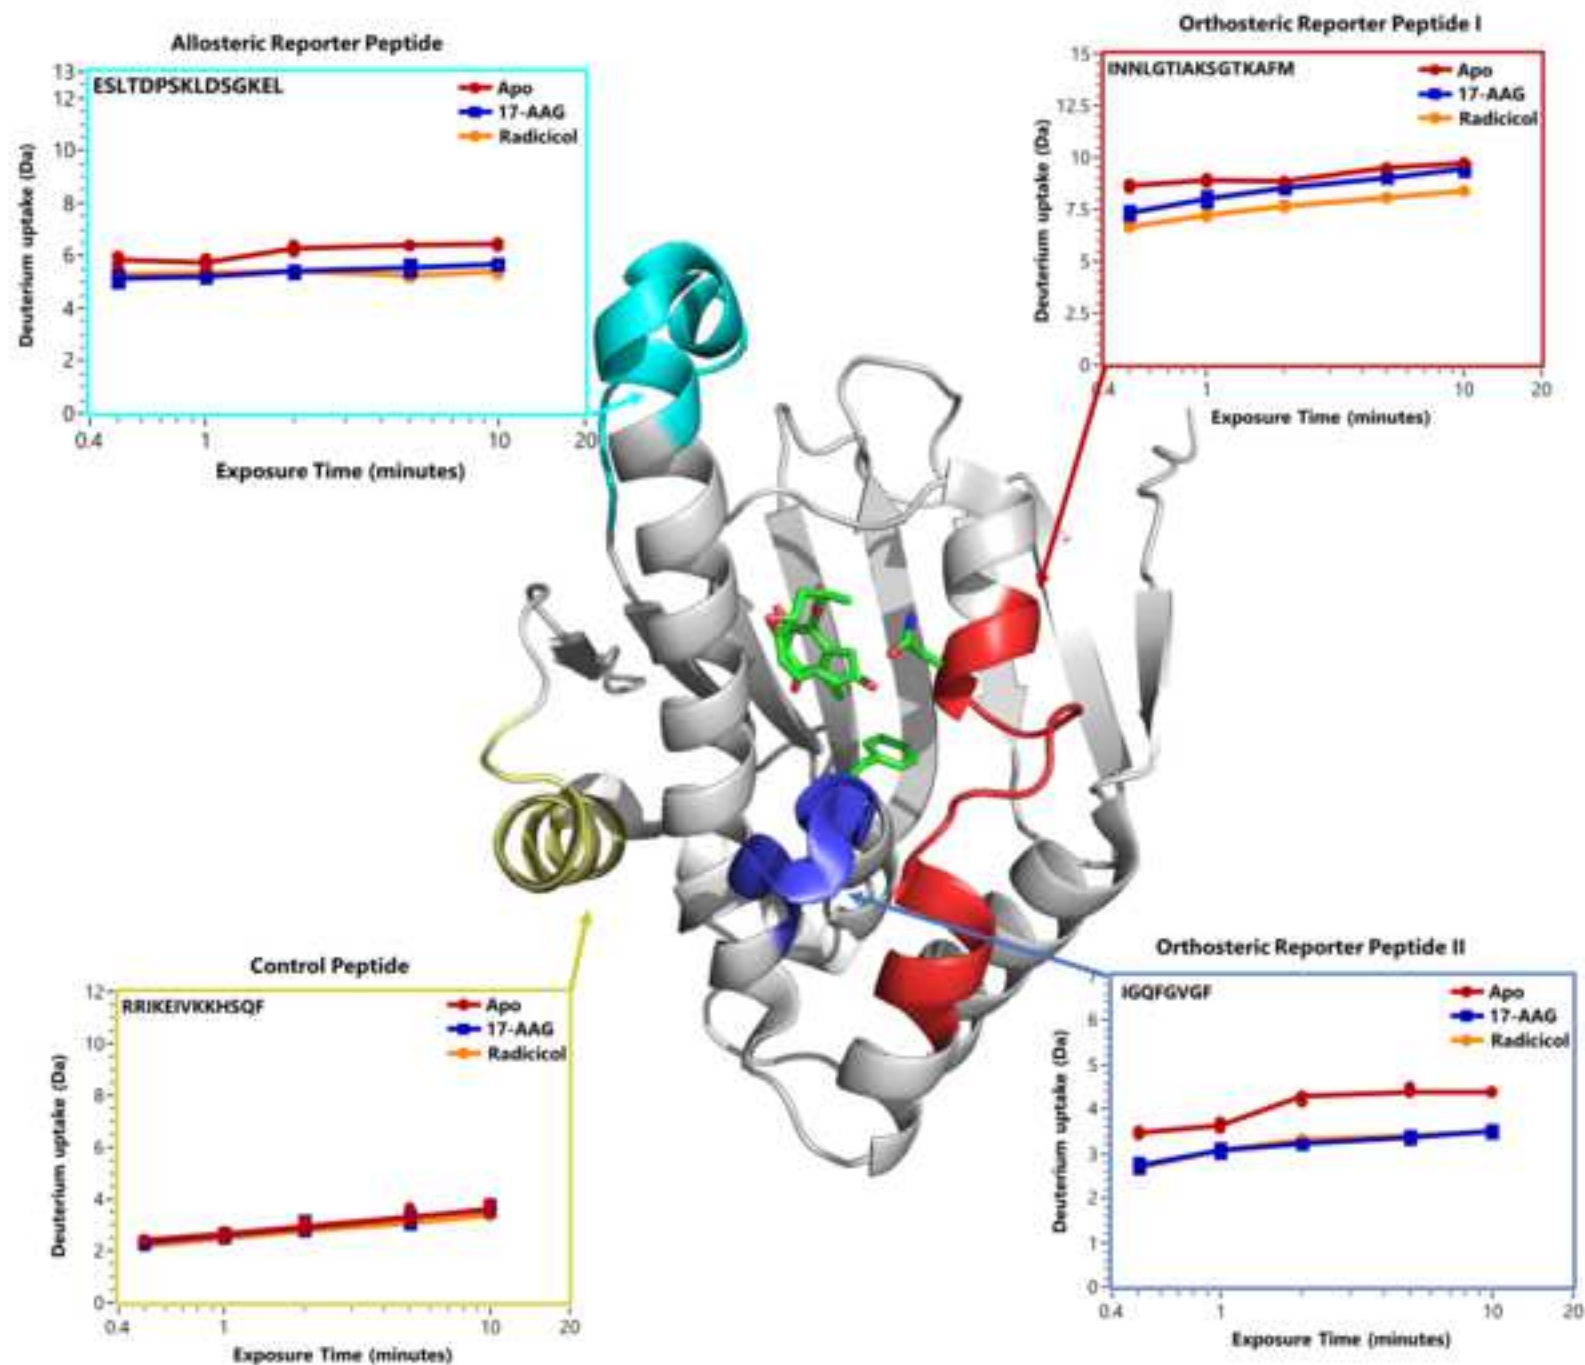 Allosteric Reporter Peptide
ESLTDPSKLDSGKEL
Apo
17-AAG
Radicicol
Deuterium uptake (Da)
13
12
10
8
6
4
2
0
0.4
1
10
20
Exposure Time (minutes)
Orthosteric Reporter Peptide I
INNLGTIAKSGTKAFM
Apo
17-AAG
Radicicol
Deuterium uptake (Da)
15
12.5
10
7.5
5
2.5
0
0.4
1
10
20
Exposure Time (minutes)
Control Peptide
RRIKEIVKKHSQF
Apo
17-AAG
Radicicol
Deuterium uptake (Da)
12
10
8
6
4
2
0
0.4
1
10
20
Exposure Time (minutes)
Orthosteric Reporter Peptide II
IGQFGVGF
Apo
17-AAG
Radicicol
Deuterium uptake (Da)
7
6
5
4
3
2
1
0
0.4
1
10
20
Exposure Time (minutes)